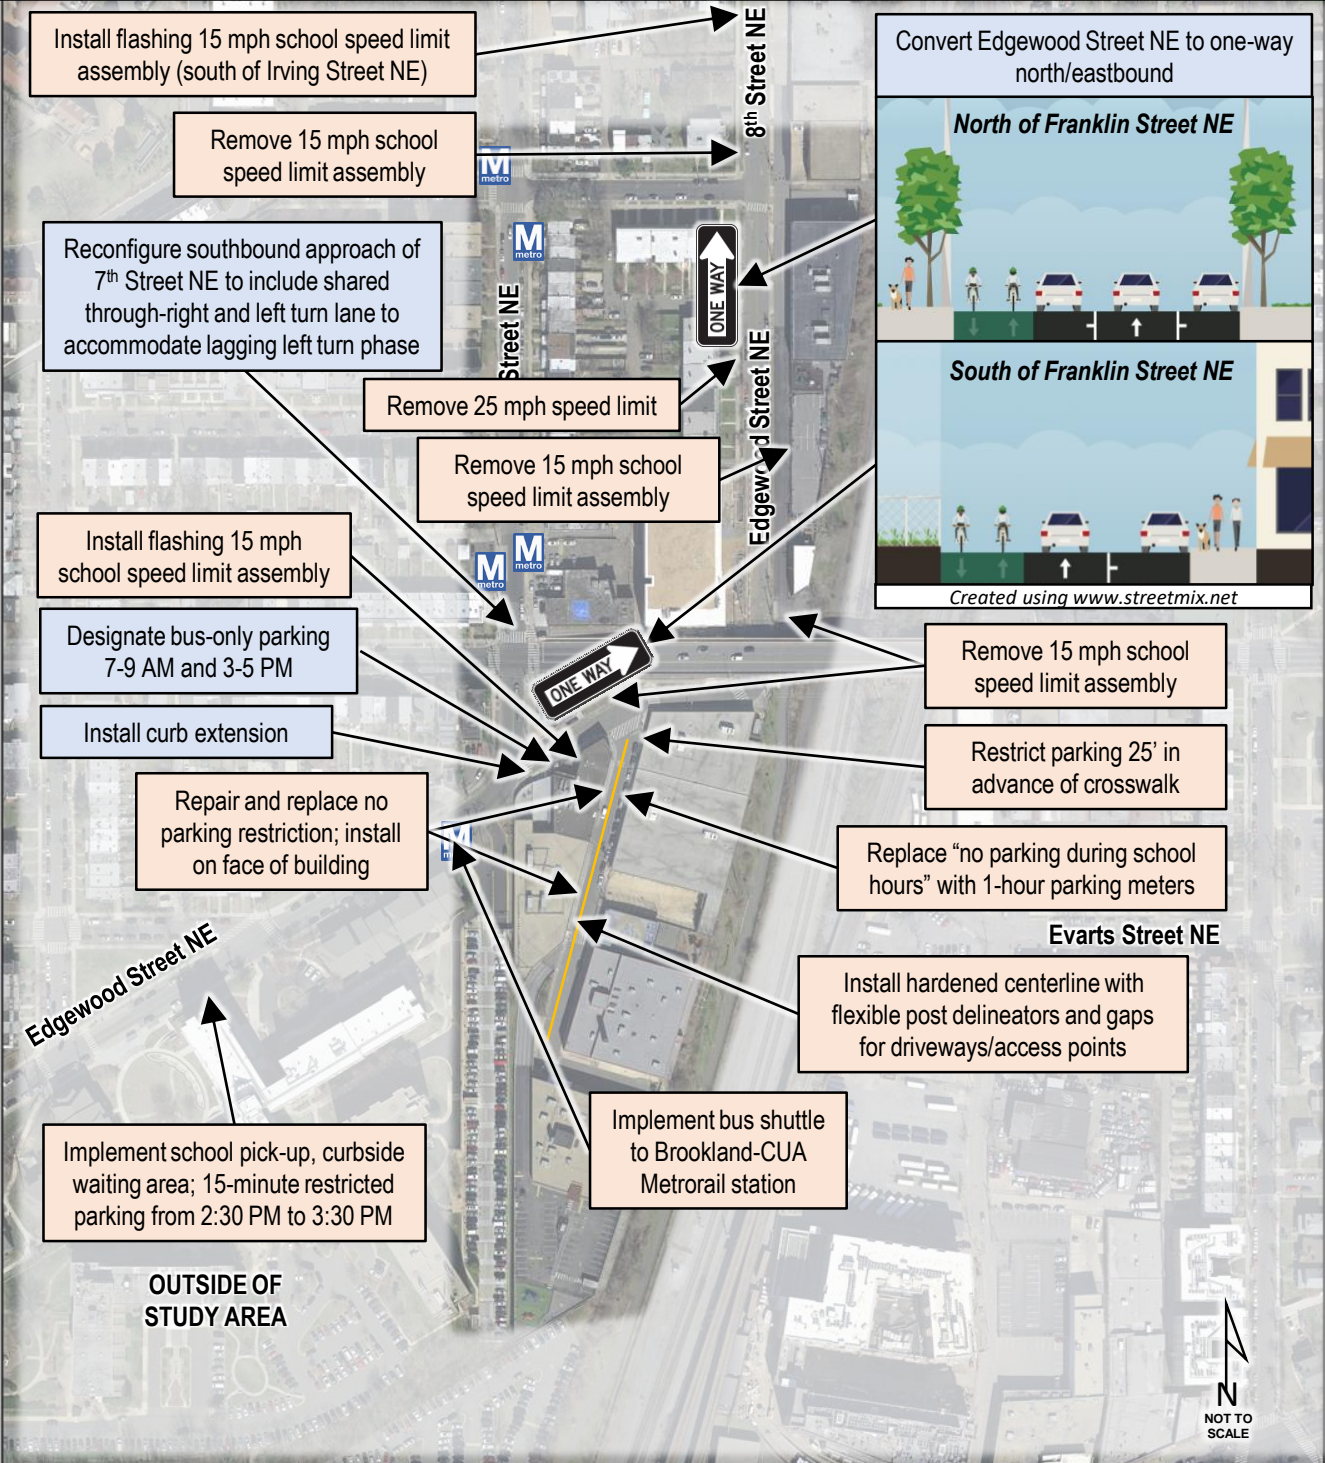 Install flashing 15 mph school speed limit
assembly (south of Irving Street NE)
8th Street NE
Convert Edgewood Street NE to one-way
north/eastbound
North of Franklin Street NE
Remove 15 mph school
speed limit assembly
M
metro
Reconfigure southbound approach of
7th Street NE to include shared
through-right and left turn lane to
accommodate lagging left turn phase
M
metro
Street NE
ONE WAY
Edgewood Street NE
South of Franklin Street NE
Remove 25 mph speed limit
Remove 15 mph school
speed limit assembly
Install flashing 15 mph
school speed limit assembly
M
metro
M
metro
Created using www.streetmix.net
Designate bus-only parking
7-9 AM and 3-5 PM
ONE WAY
Remove 15 mph school
speed limit assembly
Install curb extension
Restrict parking 25’ in
advance of crosswalk
Repair and replace no
parking restriction; install
on face of building
M
Replace “no parking during school
hours” with 1-hour parking meters
Evarts Street NE
Edgewood Street NE
Install hardened centerline with
flexible post delineators and gaps
for driveways/access points
Implement bus shuttle
to Brookland-CUA
Metrorail station
Implement school pick-up, curbside
waiting area; 15-minute restricted
parking from 2:30 PM to 3:30 PM
OUTSIDE OF
STUDY AREA
N
NOT TO
SCALE